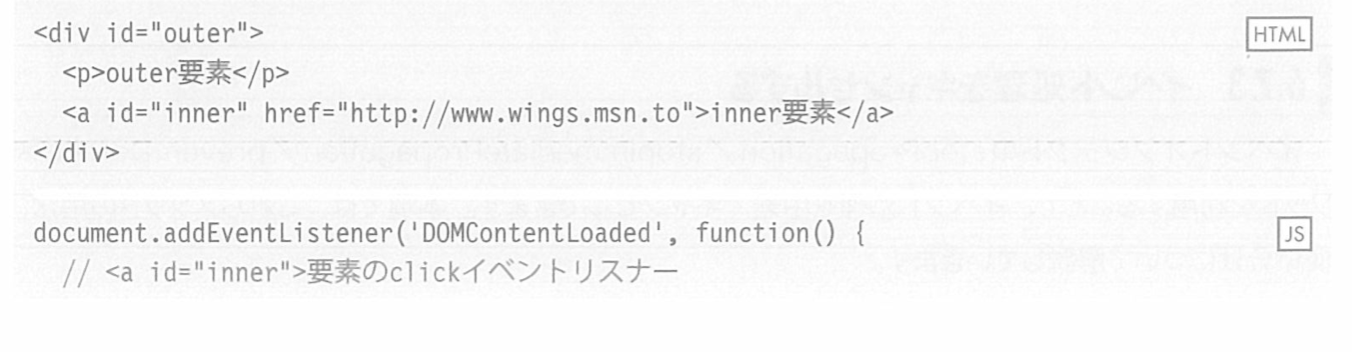 <div id="outer">
HTML
<p>outer要素</p>
<a id="inner" href="http://www.wings.msn.to">inner要素</a>
</div>
document.addEventListener('DOMContentLoaded', function() {
JS
// <a id="inner">要素のclickイベントリスナー